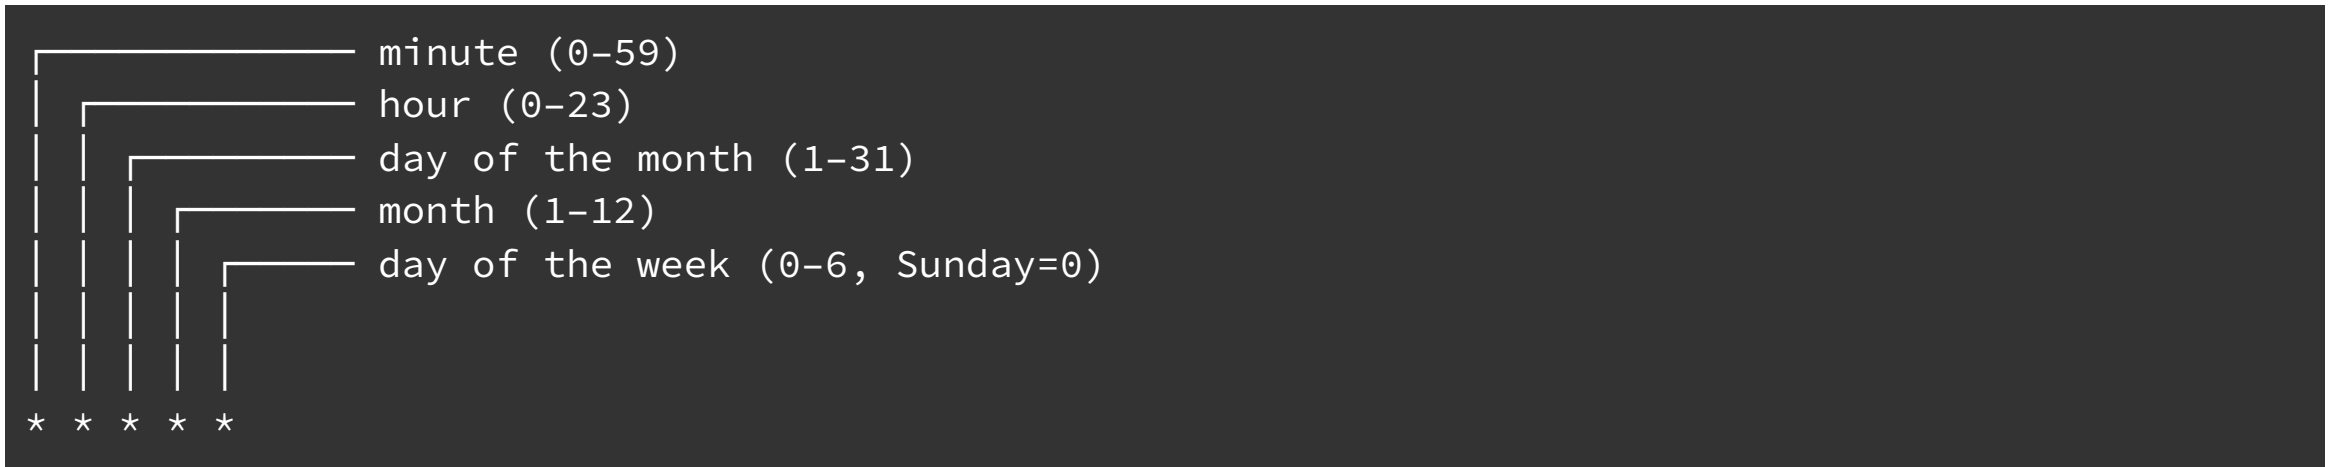 minute (0–59)
hour (0–23)
day of the month (1–31)
month (1–12)
day of the week (0–6, Sunday=0)
* * * * *